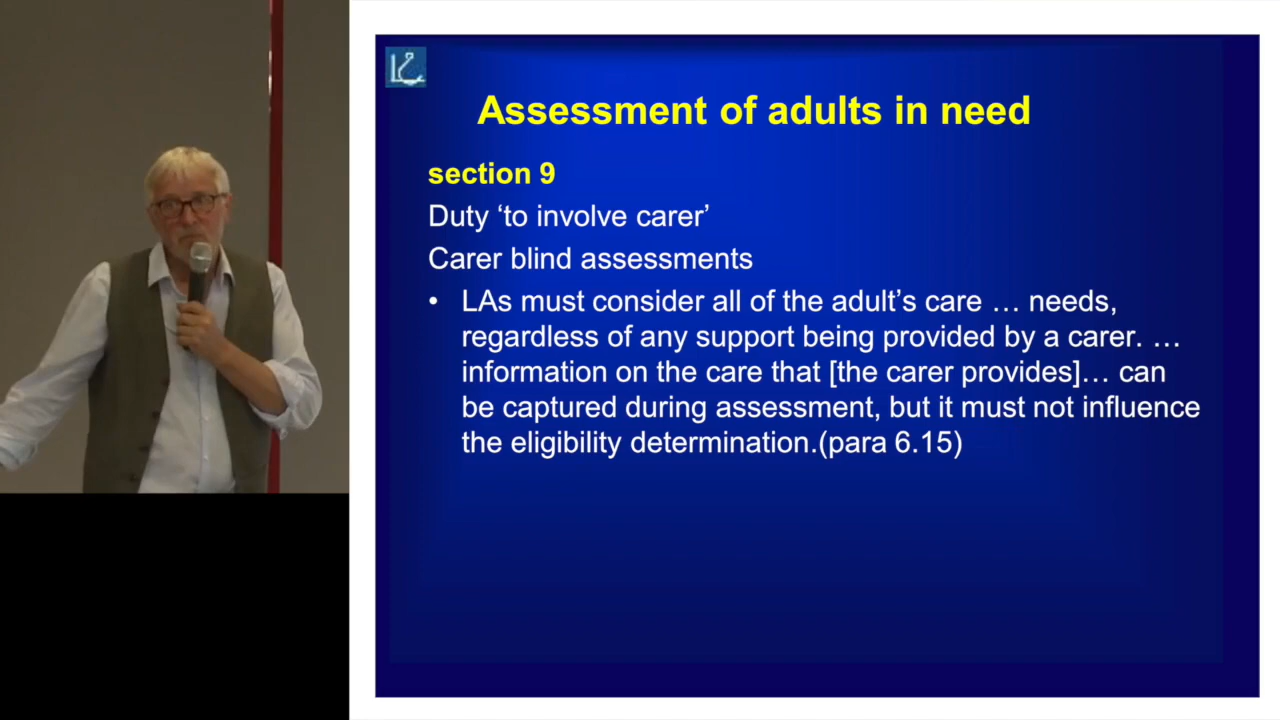 Assessment of adults in need
section 9
Duty ‘to involve carer’
Carer blind assessments
• LAs must consider all of the adult’s care … needs,
regardless of any support being provided by a carer. …
information on the care that [the carer provides]… can
be captured during assessment, but it must not influence
the eligibility determination.(para 6.15)